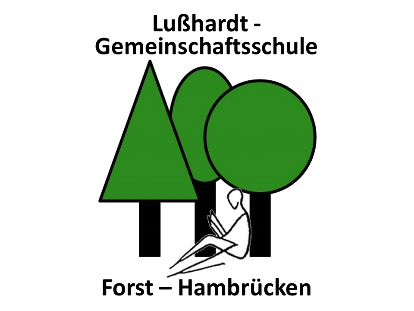 Lußhardt -
Gemeinschaftsschule
Forst – Hambrücken